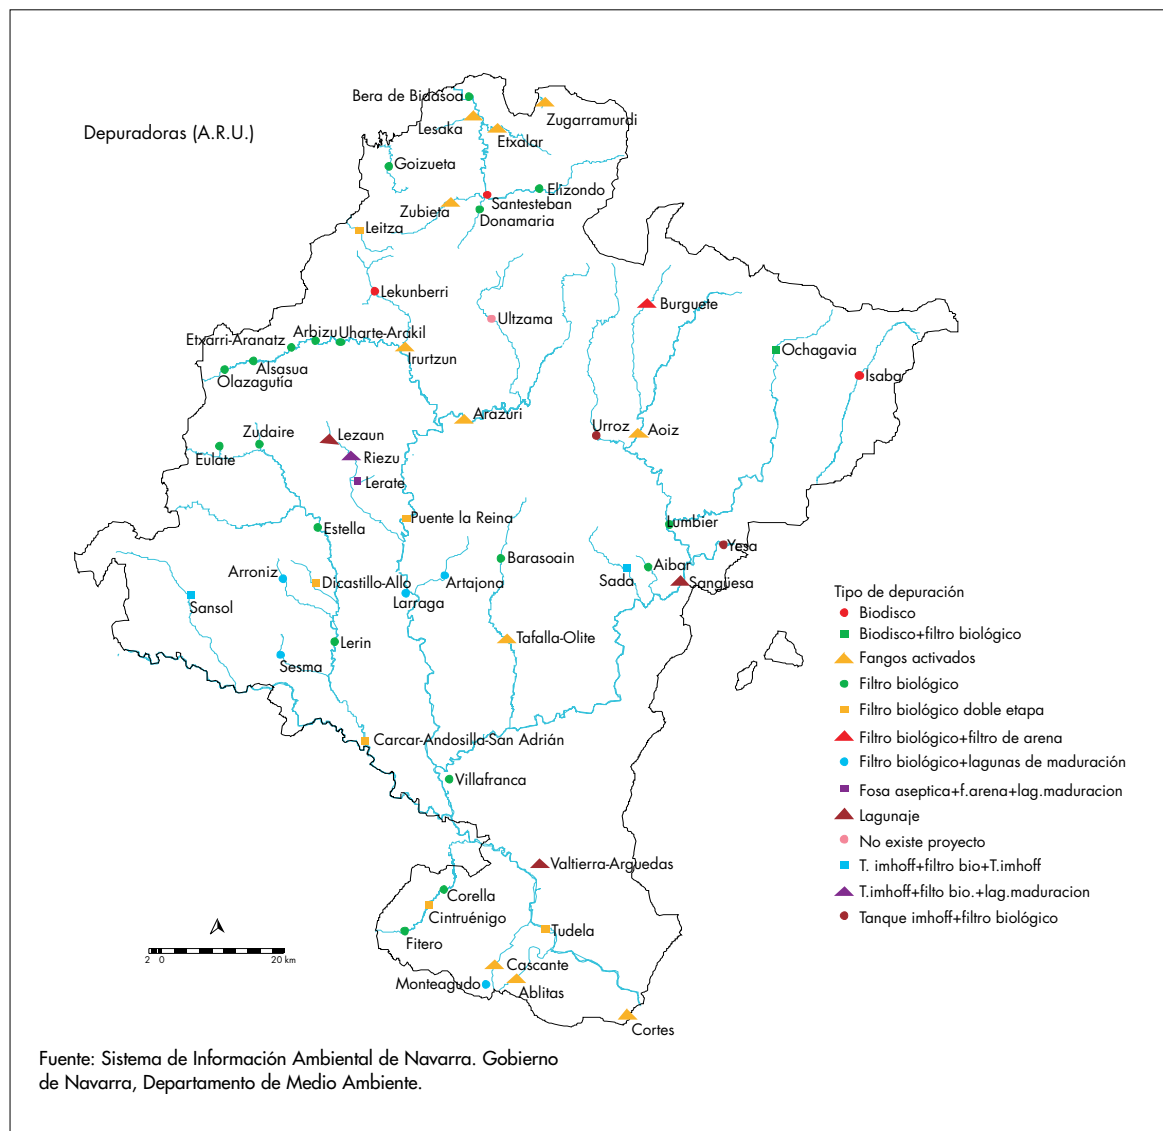 Depuradoras (A.R.U.)
Bera de Bidasoa
Zugarramurdi
Lesaka
Etxalar
Goizueta
Elizondo
Santesteban
Zubieta
Donamaria
Leitza
Lekunberri
Burguete
Ultzama
Arbizu
Uharte-Arakil
Etxarri-Aranatz
Irurtzun
Ochagavia
Alsasua
Isaba
Olazagutía
Arazuri
Urroz
Aoiz
Zudaire
Lezaun
Eulate
Riezu
Lerate
Puente la Reina
Lumbier
Estella
Yesa
Barasoain
Aibar
Arroniz
Dicastillo-Allo
Artajona
Sada
Sangüesa
Larraga
Sansol
Lerin
Tafalla-Olite
Sesma
Carcar-Andosilla-San Adrián
Villafranca
Valtierra-Arguedas
Corella
Cintruénigo
Tudela
Fitero
Cascante
Monteagudo
Ablitas
Cortes
Tipo de depuración
Biodisco
Biodisco+filtro biológico
Fangos activados
Filtro biológico
Filtro biológico doble etapa
Filtro biológico+filtro de arena
Filtro biológico+lagunas de maduración
Fosa aseptica+f.arena+lag.maduracion
Lagunaje
No existe proyecto
T. imhoff+filtro bio+T.imhoff
T.imhoff+filto bio.+lag.maduracion
Tanque imhoff+filtro biológico
2 0 20 km
Fuente: Sistema de Información Ambiental de Navarra. Gobierno
de Navarra, Departamento de Medio Ambiente.